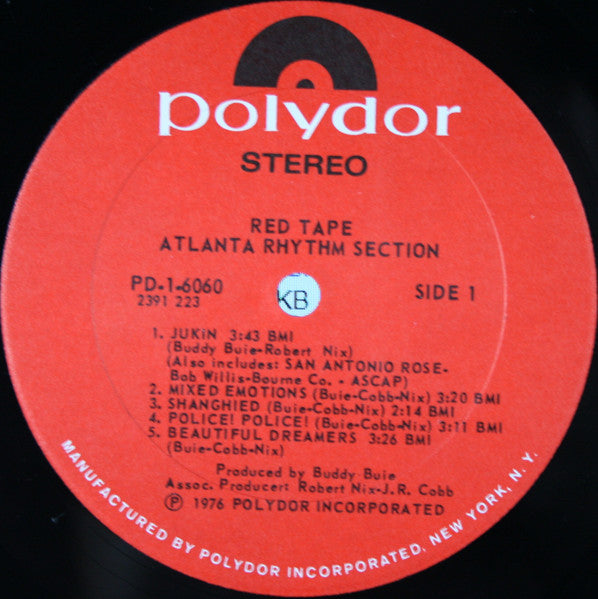 polydor
STEREO
RED TAPE
ATLANTA RHYTHM SECTION
PD-1-6060
2391 223
KB
SIDE 1
1. JUKiN 3:43 BMI
(Buddy Buie-Robert Nix)
(Also includes: SAN ANTONIO ROSE-
Bob Willis-Bourne Co. - ASCAP)
2. MIXED EMOTIONS (Buie-Cobb-Nix) 3:20 BMI
3. SHANGHIED (Buie-Cobb-Nix) 2:14 BMI
4. POLICE! POLICE! (Buie-Cobb-Nix) 3:11 BMI
5. BEAUTIFUL DREAMERS 3:26 BMI
(Buie-Cobb-Nix)
Produced by Buddy Buie
Assoc. Producer: Robert Nix-J.R. Cobb
Ⓟ 1976 POLYDOR INCORPORATED
MANUFACTURED BY POLYDOR INCORPORATED, NEW YORK, N. Y.